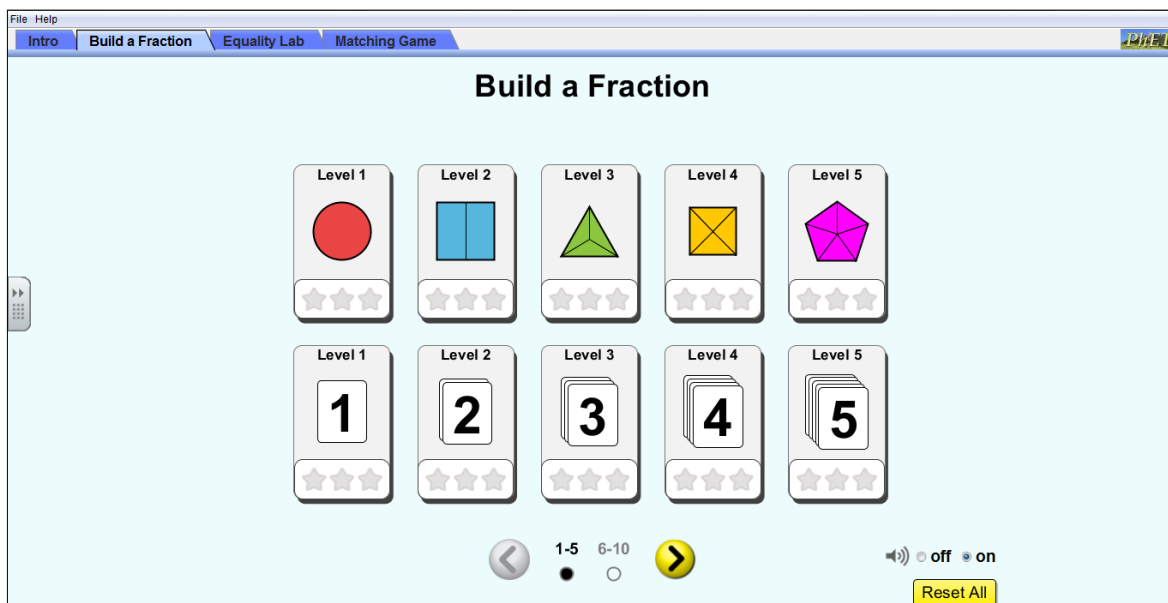 File Help
Intro Build a Fraction Equality Lab Matching Game PhET
Build a Fraction
Level 1 Level 2 Level 3 Level 4 Level 5
Level 1 Level 2 Level 3 Level 4 Level 5
1 2 3 4 5
1-5 6-10
off on
Reset All